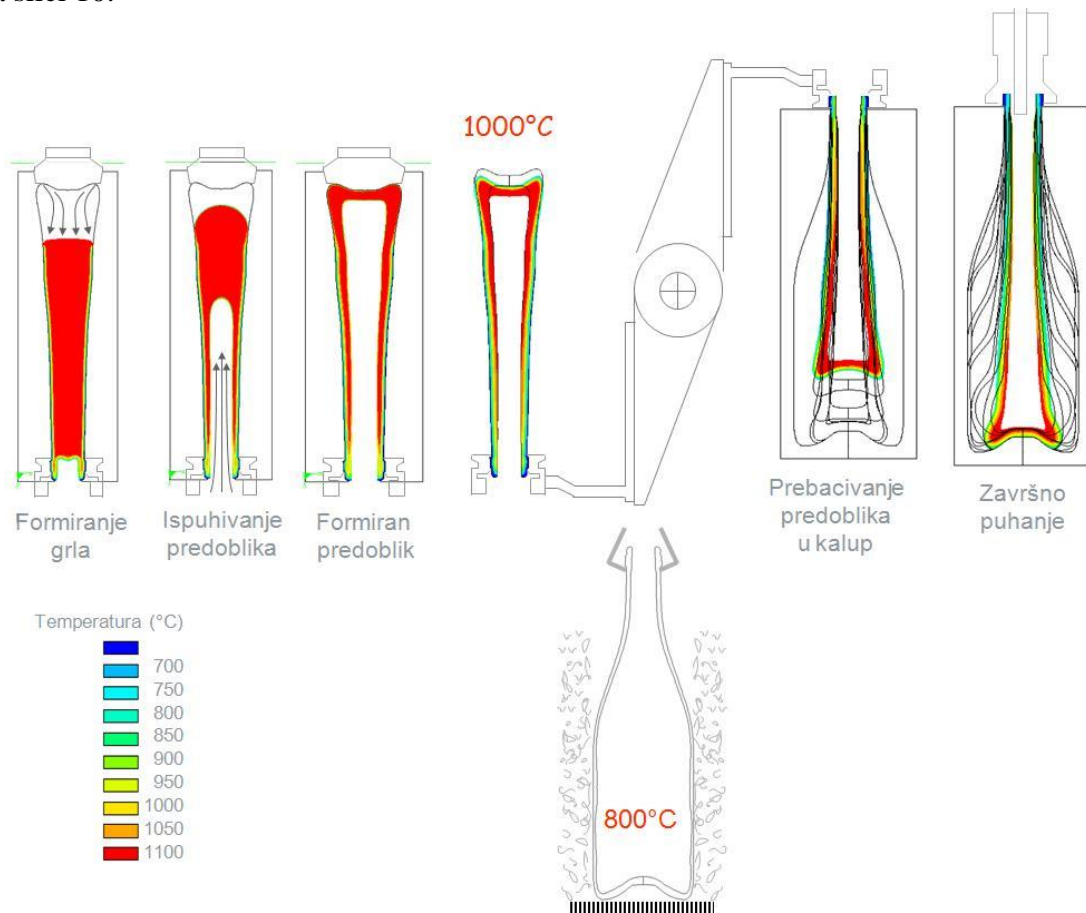 1000°C
Formiranje
grla
Ispuhivanje
predoblika
Formiran
predoblik
Prebacivanje
predoblika
u kalup
Završno
puhanje
Temperatura (°C)
700
750
800
850
900
950
1000
1050
1100
800°C